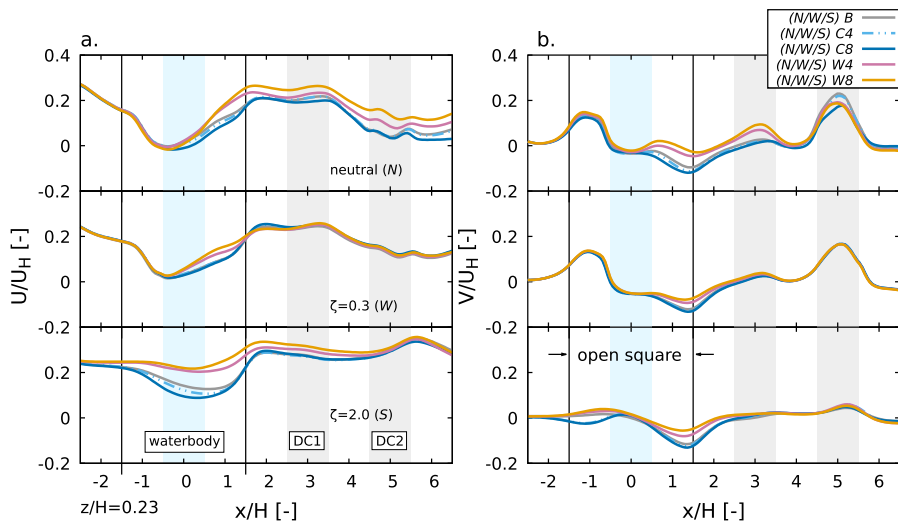 a.
b.
(N/W/S) B
(N/W/S) C4
(N/W/S) C8
(N/W/S) W4
(N/W/S) W8
0.4
0.2
0
-0.2
0.2
0
-0.2
0.2
0
-0.2
U/U_H [-]
neutral (N)
ζ=0.3 (W)
ζ=2.0 (S)
waterbody
DC1
DC2
-2 -1 0 1 2 3 4 5 6
x/H [-]
z/H=0.23
0.4
0.2
0
-0.2
0.2
0
-0.2
0.2
0
-0.2
V/U_H [-]
open square
-2 -1 0 1 2 3 4 5 6
x/H [-]